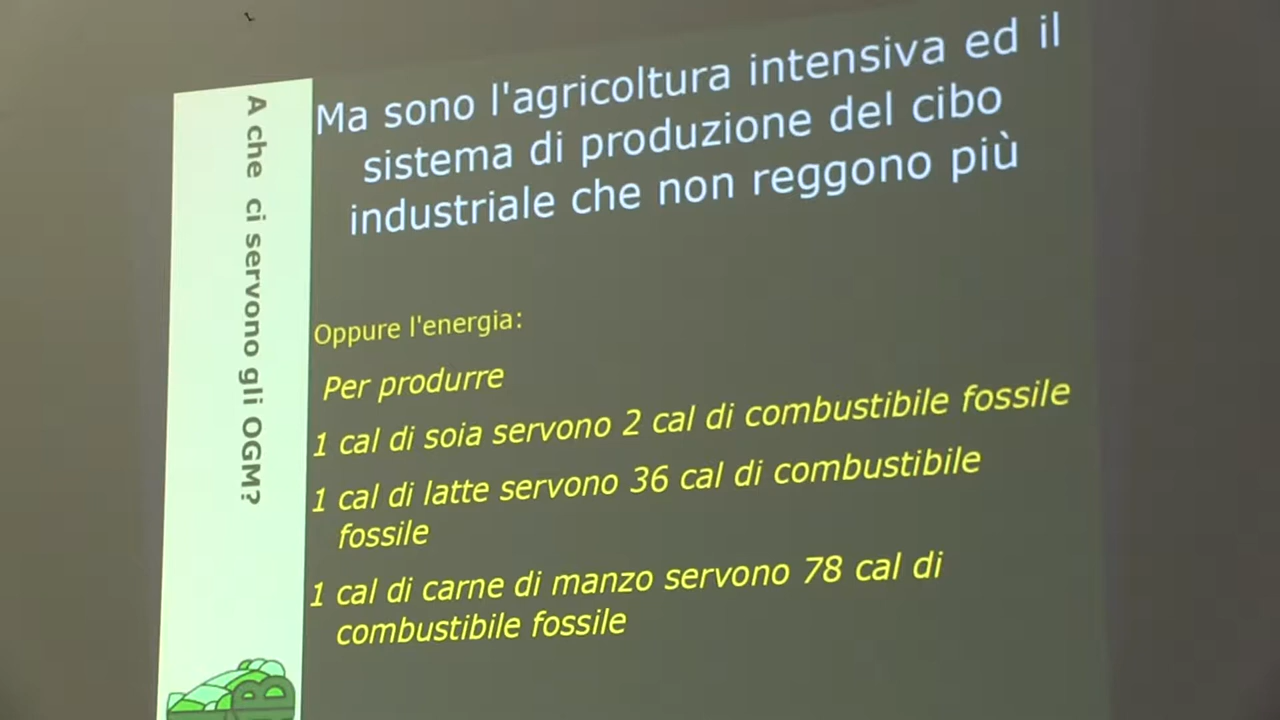 A che ci servono gli OGM?
Ma sono l'agricoltura intensiva ed il
sistema di produzione del cibo
industriale che non reggono più
Oppure l'energia:
Per produrre
1 cal di soia servono 2 cal di combustibile fossile
1 cal di latte servono 36 cal di combustibile
fossile
1 cal di carne di manzo servono 78 cal di
combustibile fossile